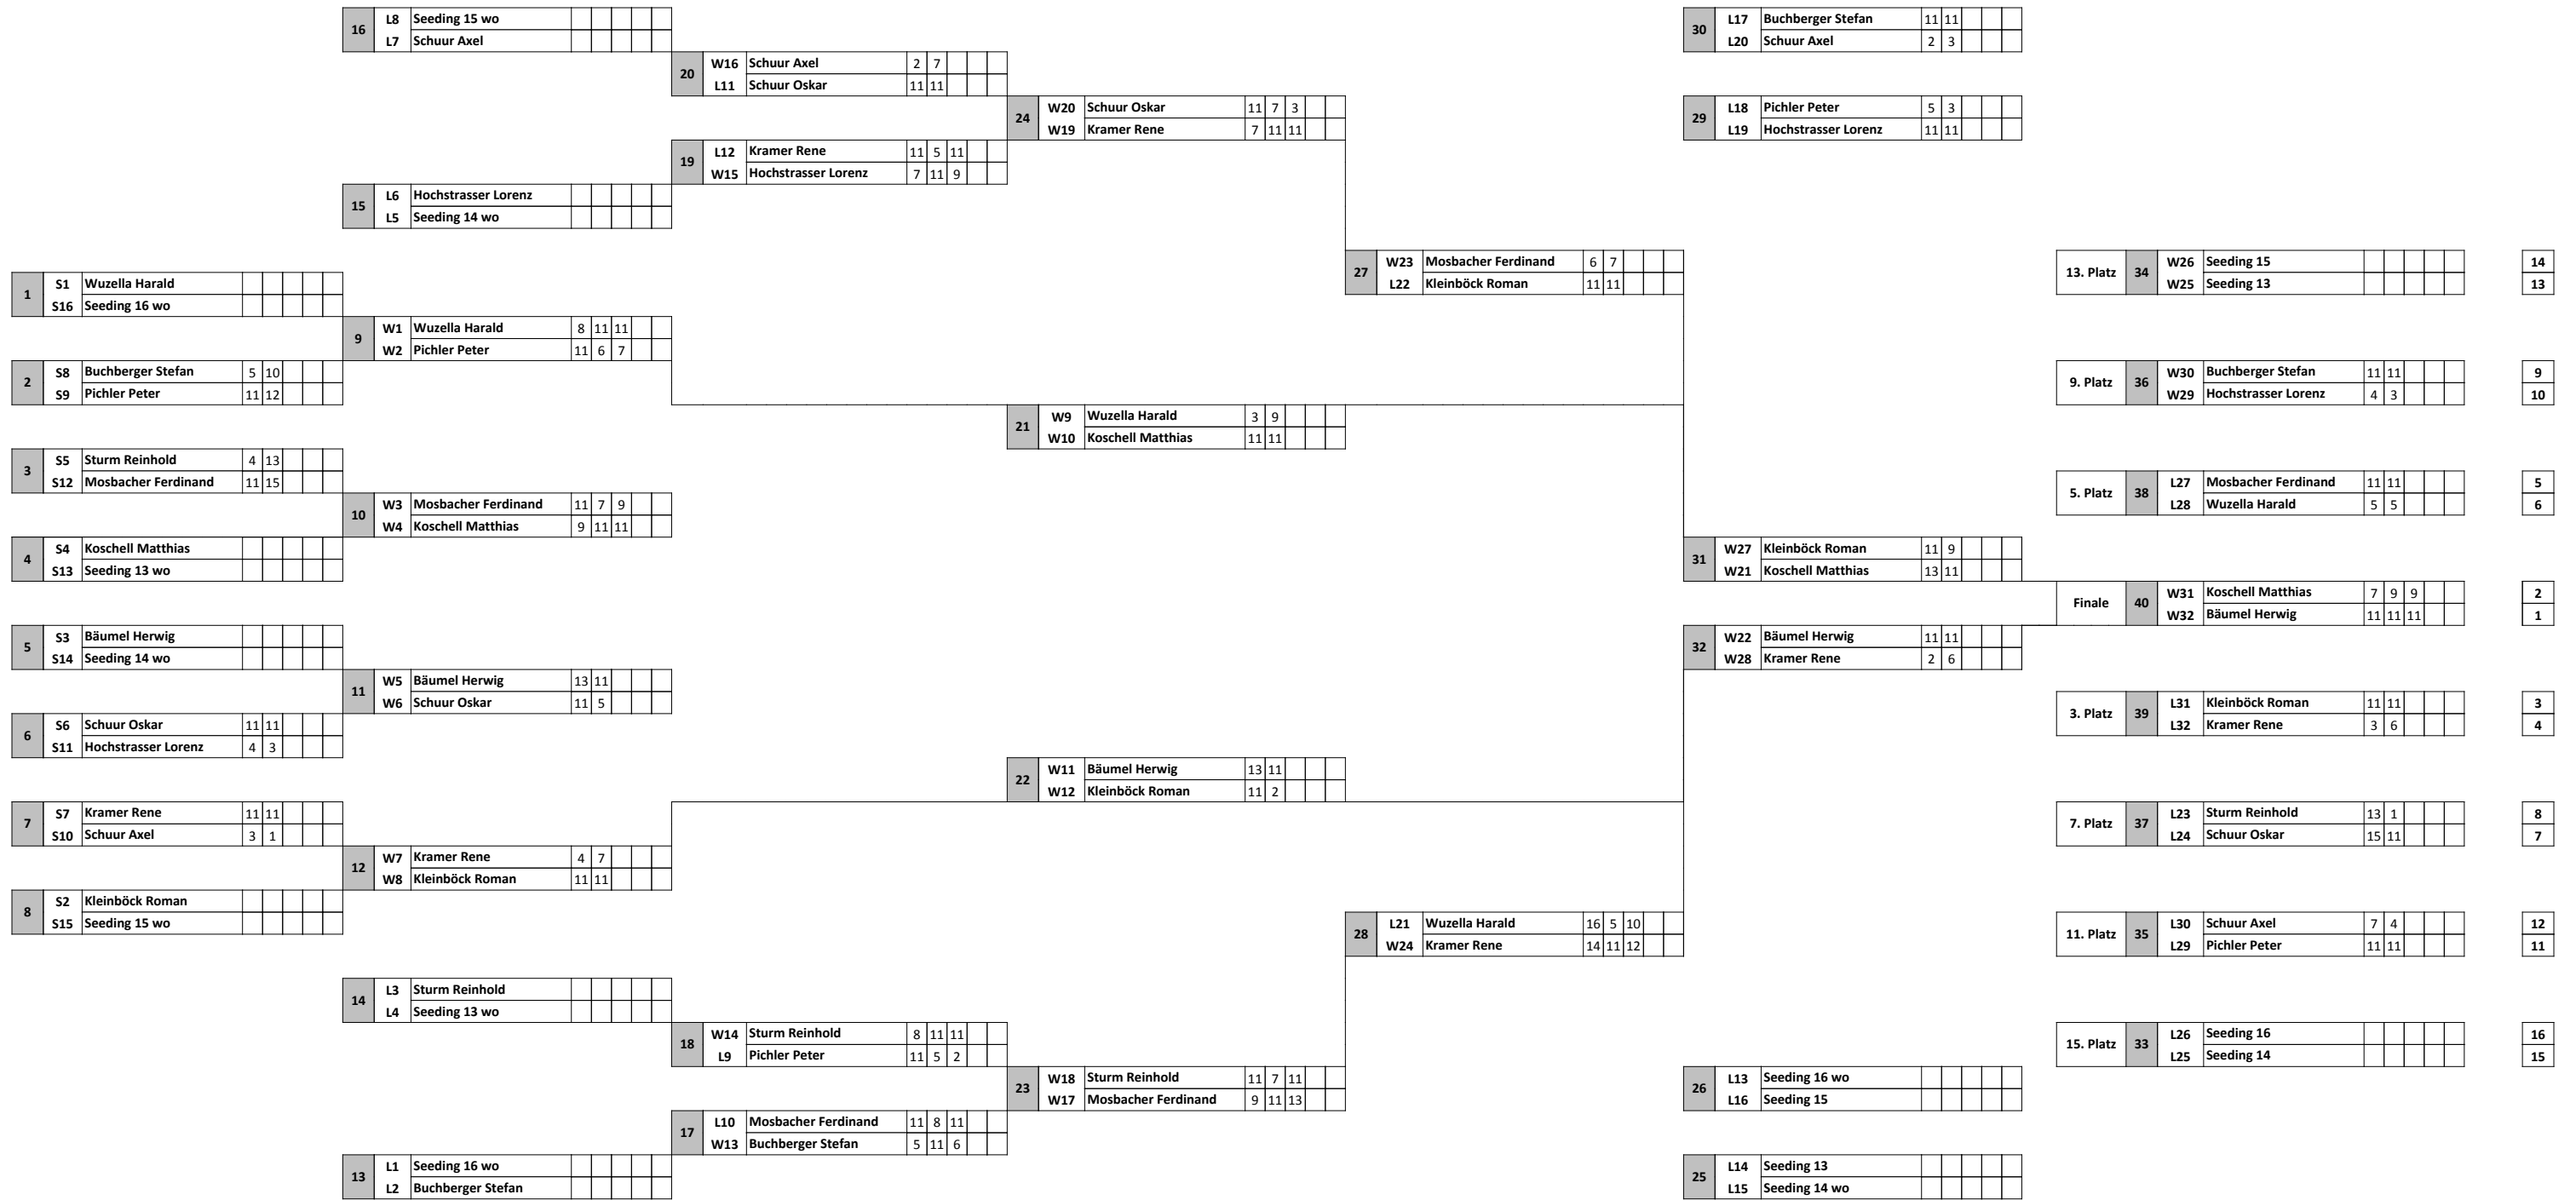 16 L8 Seeding 15 wo
L7 Schuur Axel
20 W16 Schuur Axel 2 7
L11 Schuur Oskar 11 11
24 W20 Schuur Oskar 11 7 3
W19 Kramer Rene 7 11 11
19 L12 Kramer Rene 11 5 11
W15 Hochstrasser Lorenz 7 11 9
15 L6 Hochstrasser Lorenz
L5 Seeding 14 wo
30 L17 Buchberger Stefan 11 11
L20 Schuur Axel 2 3
29 L18 Pichler Peter 5 3
L19 Hochstrasser Lorenz 11 11
1 S1 Wuzella Harald
S16 Seeding 16 wo
2 S8 Buchberger Stefan 5 10
S9 Pichler Peter 11 12
3 S5 Sturm Reinhold 4 13
S12 Mosbacher Ferdinand 11 15
4 S4 Koschell Matthias
S13 Seeding 13 wo
5 S3 Bäumel Herwig
S14 Seeding 14 wo
6 S6 Schuur Oskar 11 11
S11 Hochstrasser Lorenz 4 3
7 S7 Kramer Rene 11 11
S10 Schuur Axel 3 1
8 S2 Kleinböck Roman
S15 Seeding 15 wo
9 W1 Wuzella Harald 8 11 11
W2 Pichler Peter 11 6 7
10 W3 Mosbacher Ferdinand 11 7 9
W4 Koschell Matthias 9 11 11
11 W5 Bäumel Herwig 13 11
W6 Schuur Oskar 11 5
12 W7 Kramer Rene 4 7
W8 Kleinböck Roman 11 11
21 W9 Wuzella Harald 3 9
W10 Koschell Matthias 11 11
22 W11 Bäumel Herwig 13 11
W12 Kleinböck Roman 11 2
27 W23 Mosbacher Ferdinand 6 7
L22 Kleinböck Roman 11 11
28 L21 Wuzella Harald 16 5 10
W24 Kramer Rene 14 11 12
31 W27 Kleinböck Roman 11 9
W21 Koschell Matthias 13 11
32 W22 Bäumel Herwig 11 11
W28 Kramer Rene 2 6
13. Platz 34 W26 Seeding 15 14
W25 Seeding 13 13
9. Platz 36 W30 Buchberger Stefan 11 11 9
W29 Hochstrasser Lorenz 4 3 10
5. Platz 38 L27 Mosbacher Ferdinand 11 11 5
L28 Wuzella Harald 5 5 6
Finale 40 W31 Koschell Matthias 7 9 9 2
W32 Bäumel Herwig 11 11 11 1
3. Platz 39 L31 Kleinböck Roman 11 11 3
L32 Kramer Rene 3 6 4
7. Platz 37 L23 Sturm Reinhold 13 1 8
L24 Schuur Oskar 15 11 7
11. Platz 35 L30 Schuur Axel 7 4 12
L29 Pichler Peter 11 11 11
15. Platz 33 L26 Seeding 16 16
L25 Seeding 14 15
14 L3 Sturm Reinhold
L4 Seeding 13 wo
18 W14 Sturm Reinhold 8 11 11
L9 Pichler Peter 11 5 2
23 W18 Sturm Reinhold 11 7 11
W17 Mosbacher Ferdinand 9 11 13
17 L10 Mosbacher Ferdinand 11 8 11
W13 Buchberger Stefan 5 11 6
13 L1 Seeding 16 wo
L2 Buchberger Stefan
26 L13 Seeding 16 wo
L16 Seeding 15
25 L14 Seeding 13
L15 Seeding 14 wo